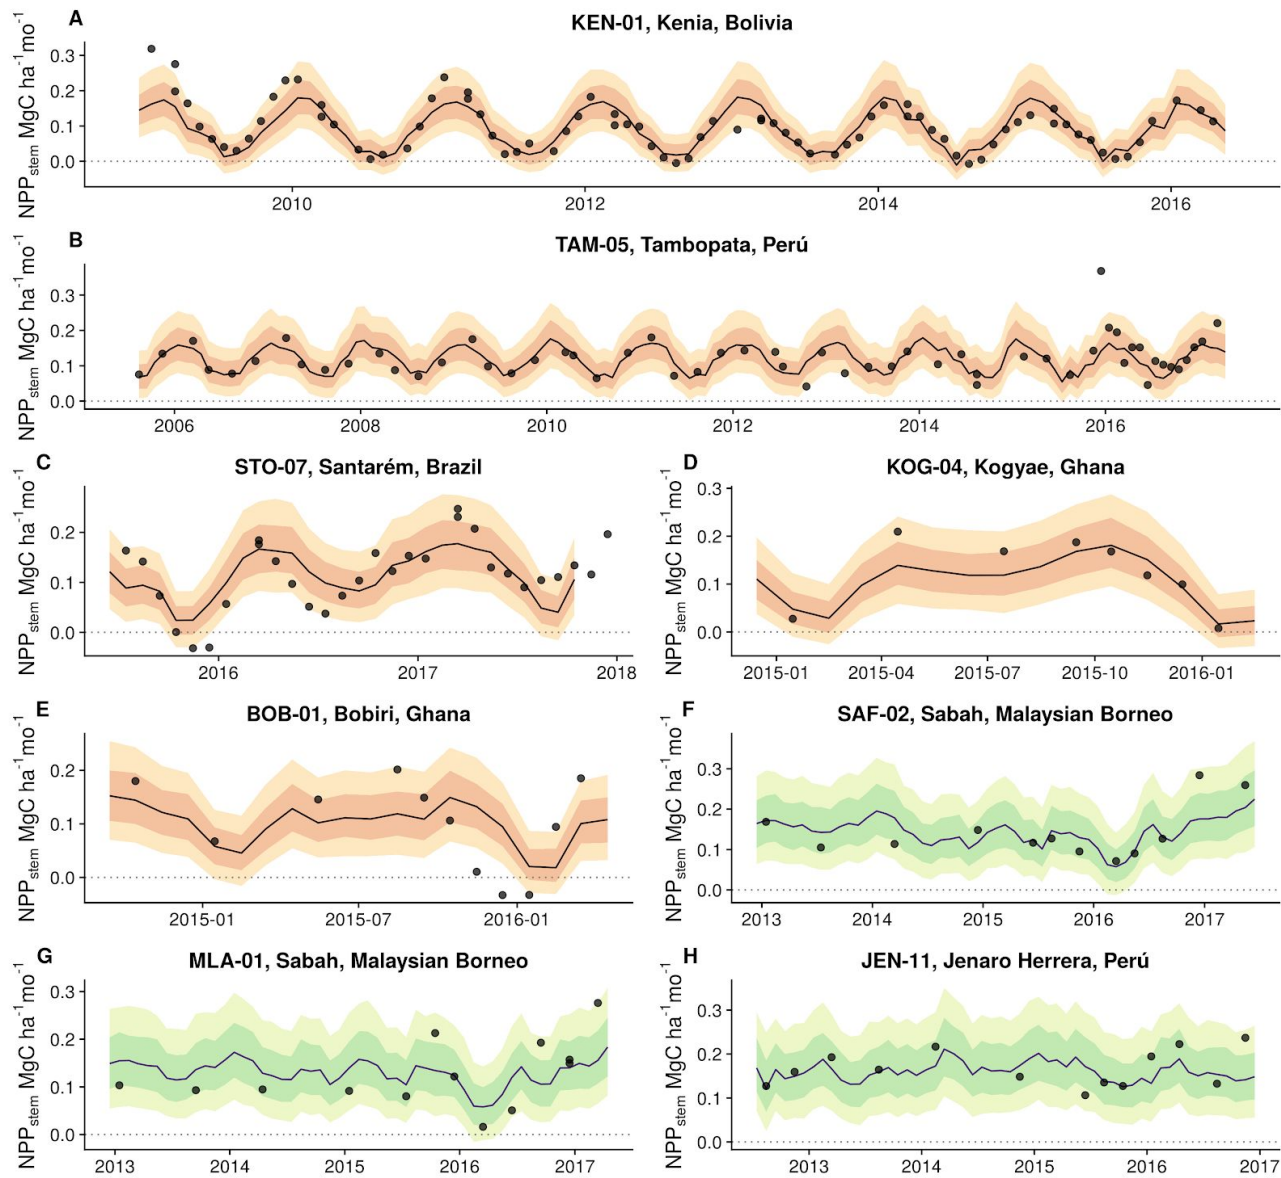 A
KEN-01, Kenia, Bolivia
NPPstem MgC ha-1mo-1
0.3
0.2
0.1
0.0
2010 2012 2014 2016
B
TAM-05, Tambopata, Perú
NPPstem MgC ha-1mo-1
0.3
0.2
0.1
0.0
2006 2008 2010 2012 2014 2016
C
STO-07, Santarém, Brazil
NPPstem MgC ha-1mo-1
0.2
0.1
0.0
2016 2017 2018
D
KOG-04, Kogyae, Ghana
NPPstem MgC ha-1mo-1
0.3
0.2
0.1
0.0
2015-01 2015-04 2015-07 2015-10 2016-01
E
BOB-01, Bobiri, Ghana
NPPstem MgC ha-1mo-1
0.2
0.1
0.0
2015-01 2015-07 2016-01
F
SAF-02, Sabah, Malaysian Borneo
NPPstem MgC ha-1mo-1
0.3
0.2
0.1
0.0
2013 2014 2015 2016 2017
G
MLA-01, Sabah, Malaysian Borneo
NPPstem MgC ha-1mo-1
0.3
0.2
0.1
0.0
2013 2014 2015 2016 2017
H
JEN-11, Jenaro Herrera, Perú
NPPstem MgC ha-1mo-1
0.3
0.2
0.1
0.0
2013 2014 2015 2016 2017